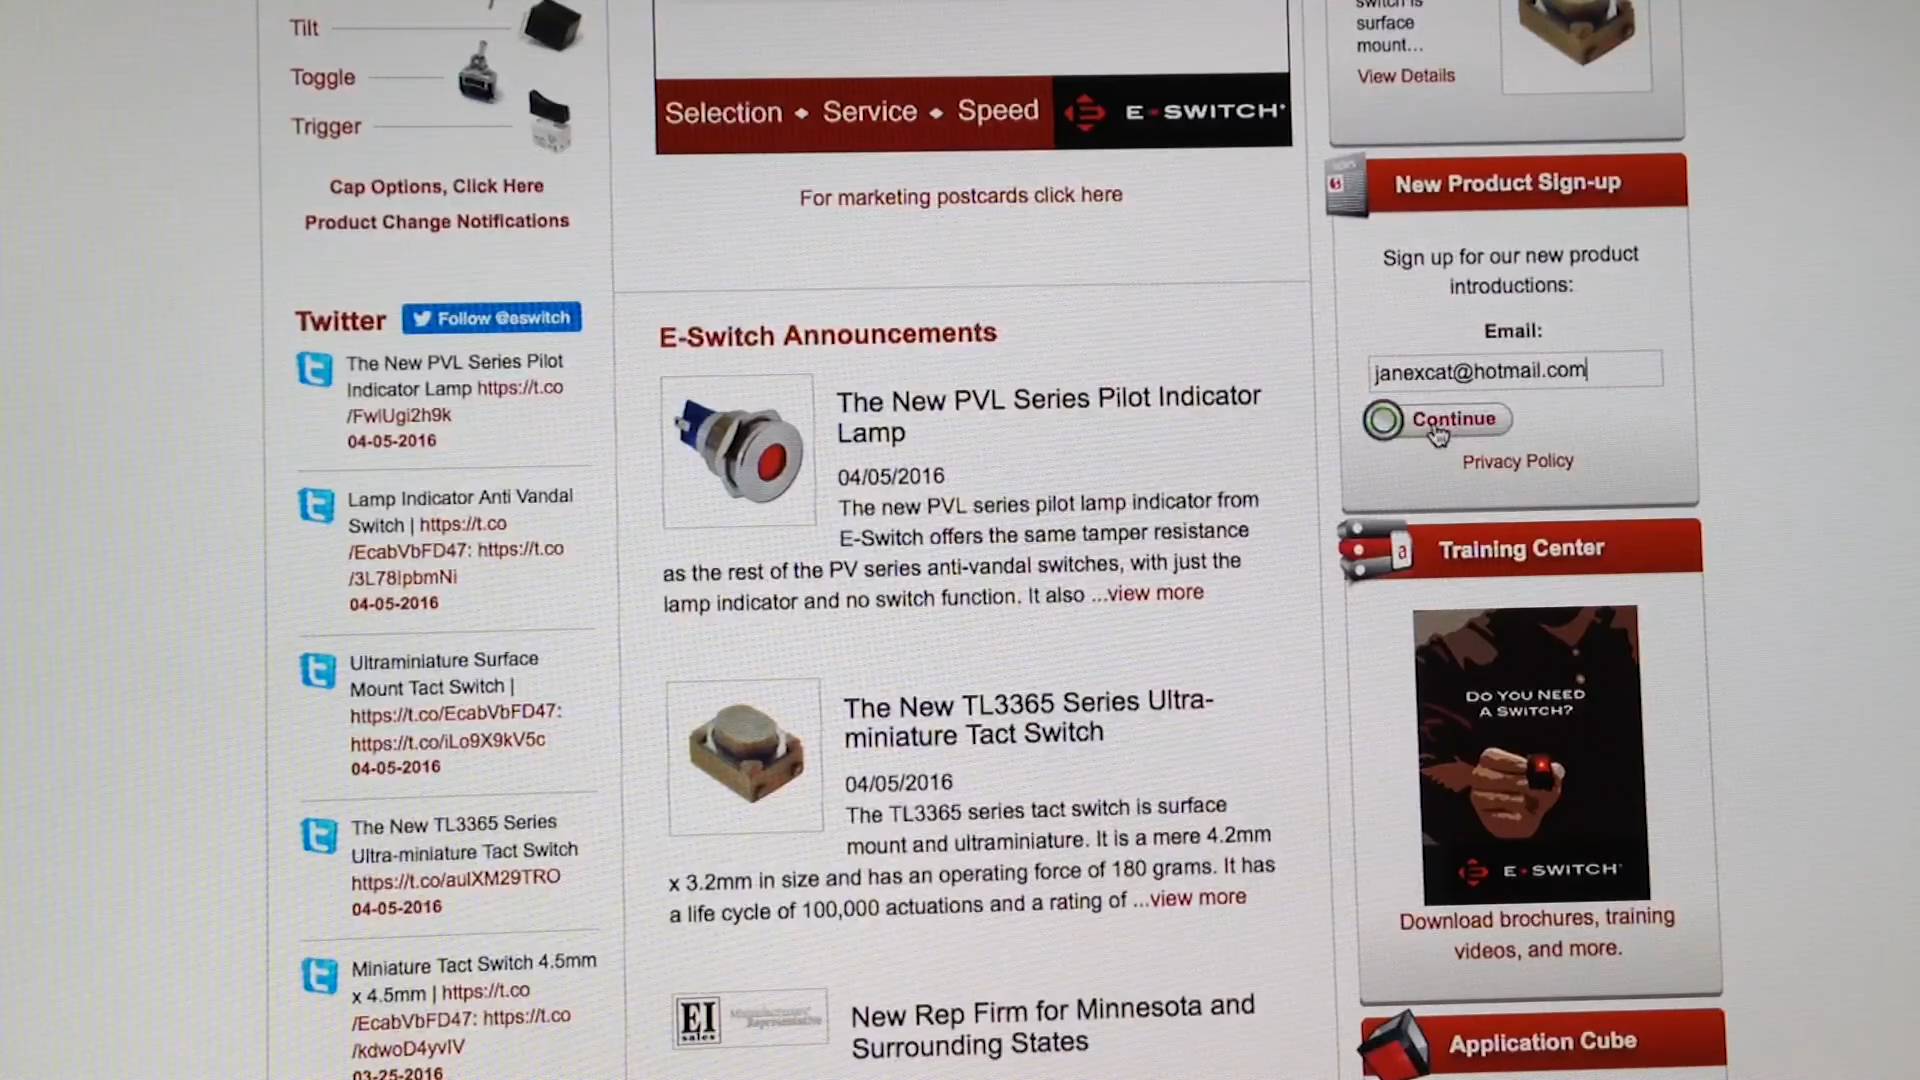 Tilt
Toggle
Trigger
Cap Options, Click Here
Product Change Notifications
Twitter
Follow @eswitch
The New PVL Series Pilot
Indicator Lamp https://t.co
/FwlUgi2h9k
04-05-2016
Lamp Indicator Anti Vandal
Switch | https://t.co
/EcabVbFD47: https://t.co
/3L78lpbmNi
04-05-2016
Ultraminiature Surface
Mount Tact Switch |
https://t.co/EcabVbFD47:
https://t.co/iLo9X9kV5c
04-05-2016
The New TL3365 Series
Ultra-miniature Tact Switch
https://t.co/aulXM29TRO
04-05-2016
Miniature Tact Switch 4.5mm
x 4.5mm | https://t.co
/EcabVbFD47: https://t.co
/kdwoD4yvlV
03-25-2016
Selection • Service • Speed
E-SWITCH
For marketing postcards click here
E-Switch Announcements
The New PVL Series Pilot Indicator
Lamp
04/05/2016
The new PVL series pilot lamp indicator from
E-Switch offers the same tamper resistance
as the rest of the PV series anti-vandal switches, with just the
lamp indicator and no switch function. It also ...view more
The New TL3365 Series Ultra-
miniature Tact Switch
04/05/2016
The TL3365 series tact switch is surface
mount and ultraminiature. It is a mere 4.2mm
x 3.2mm in size and has an operating force of 180 grams. It has
a life cycle of 100,000 actuations and a rating of ...view more
EI
sales
Manufacturers'
Representative
New Rep Firm for Minnesota and
Surrounding States
switch is
surface
mount...
View Details
NEWS
New Product Sign-up
Sign up for our new product
introductions:
Email:
janexcat@hotmail.com
Continue
Privacy Policy
a
Training Center
DO YOU NEED
A SWITCH?
E-SWITCH
Download brochures, training
videos, and more.
Application Cube